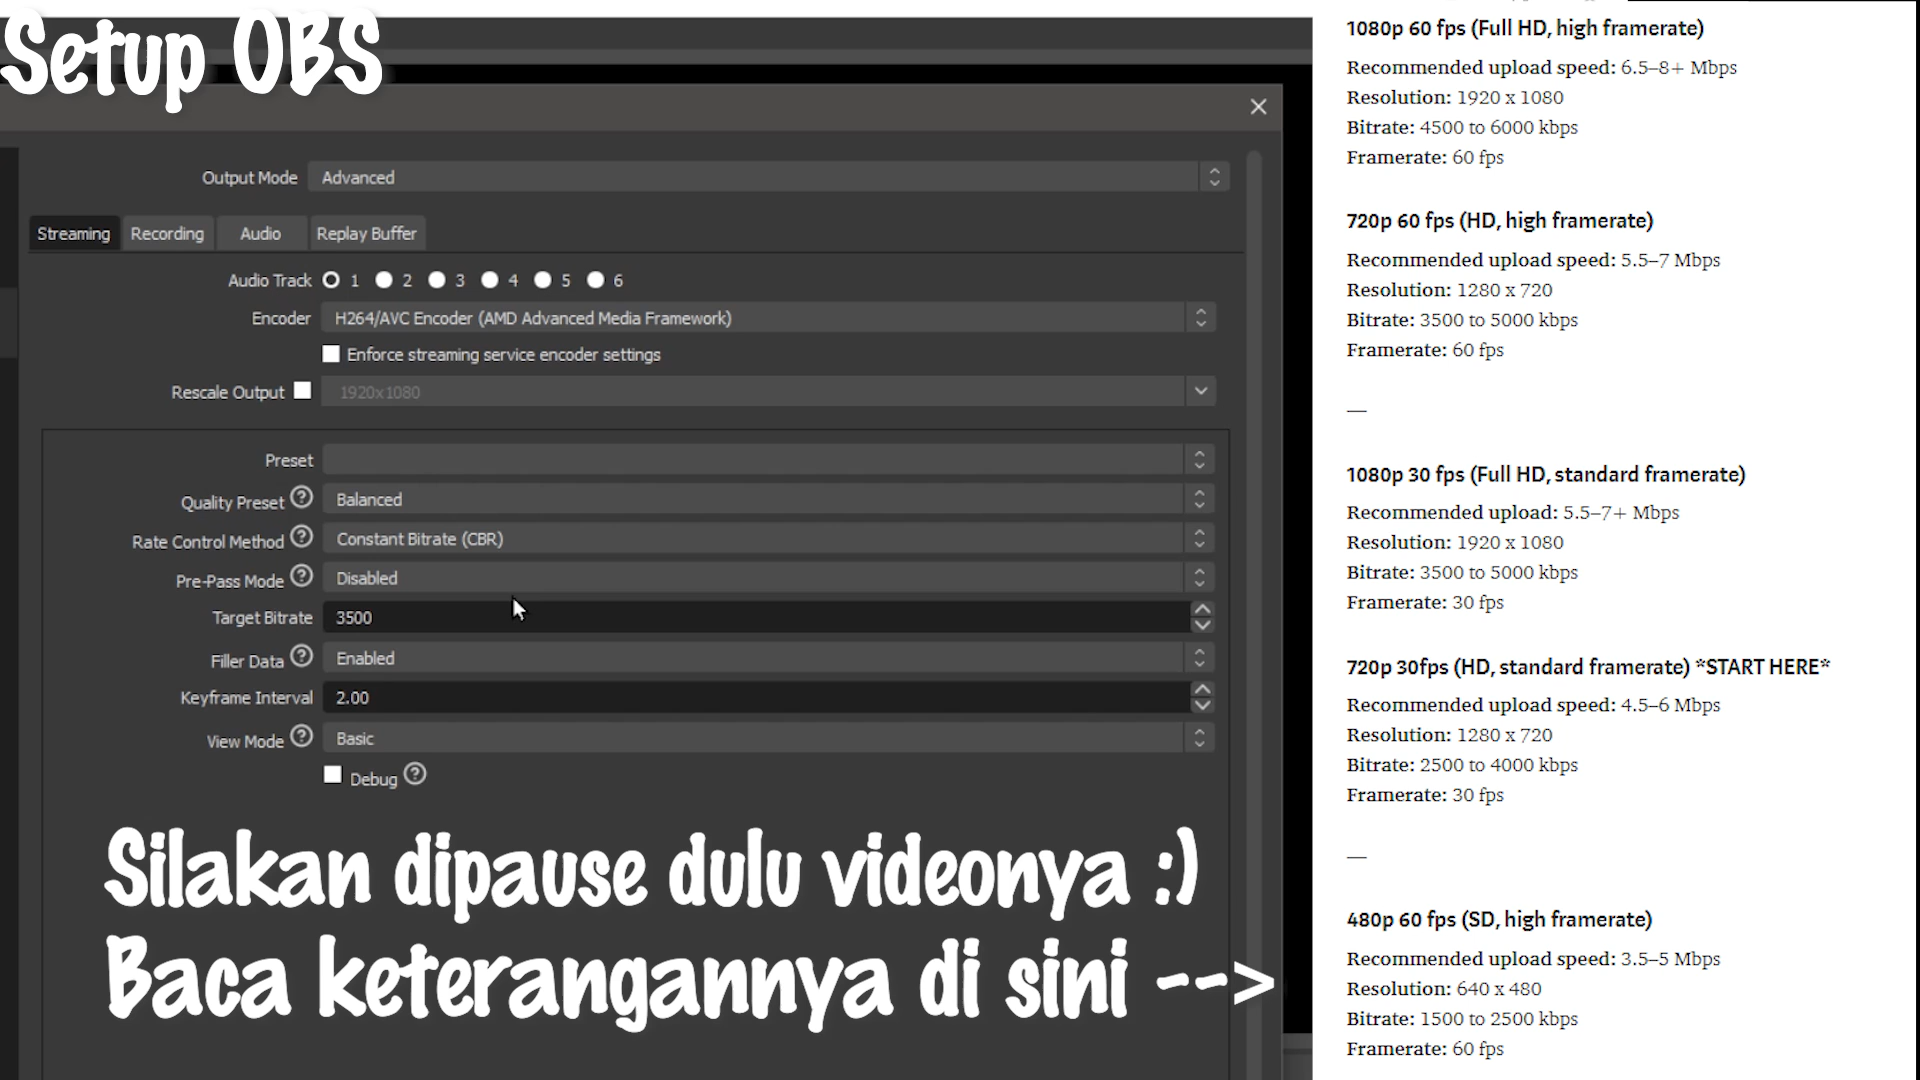 Setup OBS
Output Mode Advanced
Streaming Recording Audio Replay Buffer
Audio Track 1 2 3 4 5 6
Encoder H264/AVC Encoder (AMD Advanced Media Framework)
Enforce streaming service encoder settings
Rescale Output 1920x1080
Preset
Quality Preset ? Balanced
Rate Control Method ? Constant Bitrate (CBR)
Pre-Pass Mode ? Disabled
Target Bitrate 3500
Filler Data ? Enabled
Keyframe Interval 2.00
View Mode ? Basic
Debug ?
Silakan dipause dulu videonya :)
Baca keterangannya di sini -->
1080p 60 fps (Full HD, high framerate)
Recommended upload speed: 6.5–8+ Mbps
Resolution: 1920 x 1080
Bitrate: 4500 to 6000 kbps
Framerate: 60 fps
720p 60 fps (HD, high framerate)
Recommended upload speed: 5.5–7 Mbps
Resolution: 1280 x 720
Bitrate: 3500 to 5000 kbps
Framerate: 60 fps
—
1080p 30 fps (Full HD, standard framerate)
Recommended upload: 5.5–7+ Mbps
Resolution: 1920 x 1080
Bitrate: 3500 to 5000 kbps
Framerate: 30 fps
720p 30fps (HD, standard framerate) *START HERE*
Recommended upload speed: 4.5–6 Mbps
Resolution: 1280 x 720
Bitrate: 2500 to 4000 kbps
Framerate: 30 fps
—
480p 60 fps (SD, high framerate)
Recommended upload speed: 3.5–5 Mbps
Resolution: 640 x 480
Bitrate: 1500 to 2500 kbps
Framerate: 60 fps